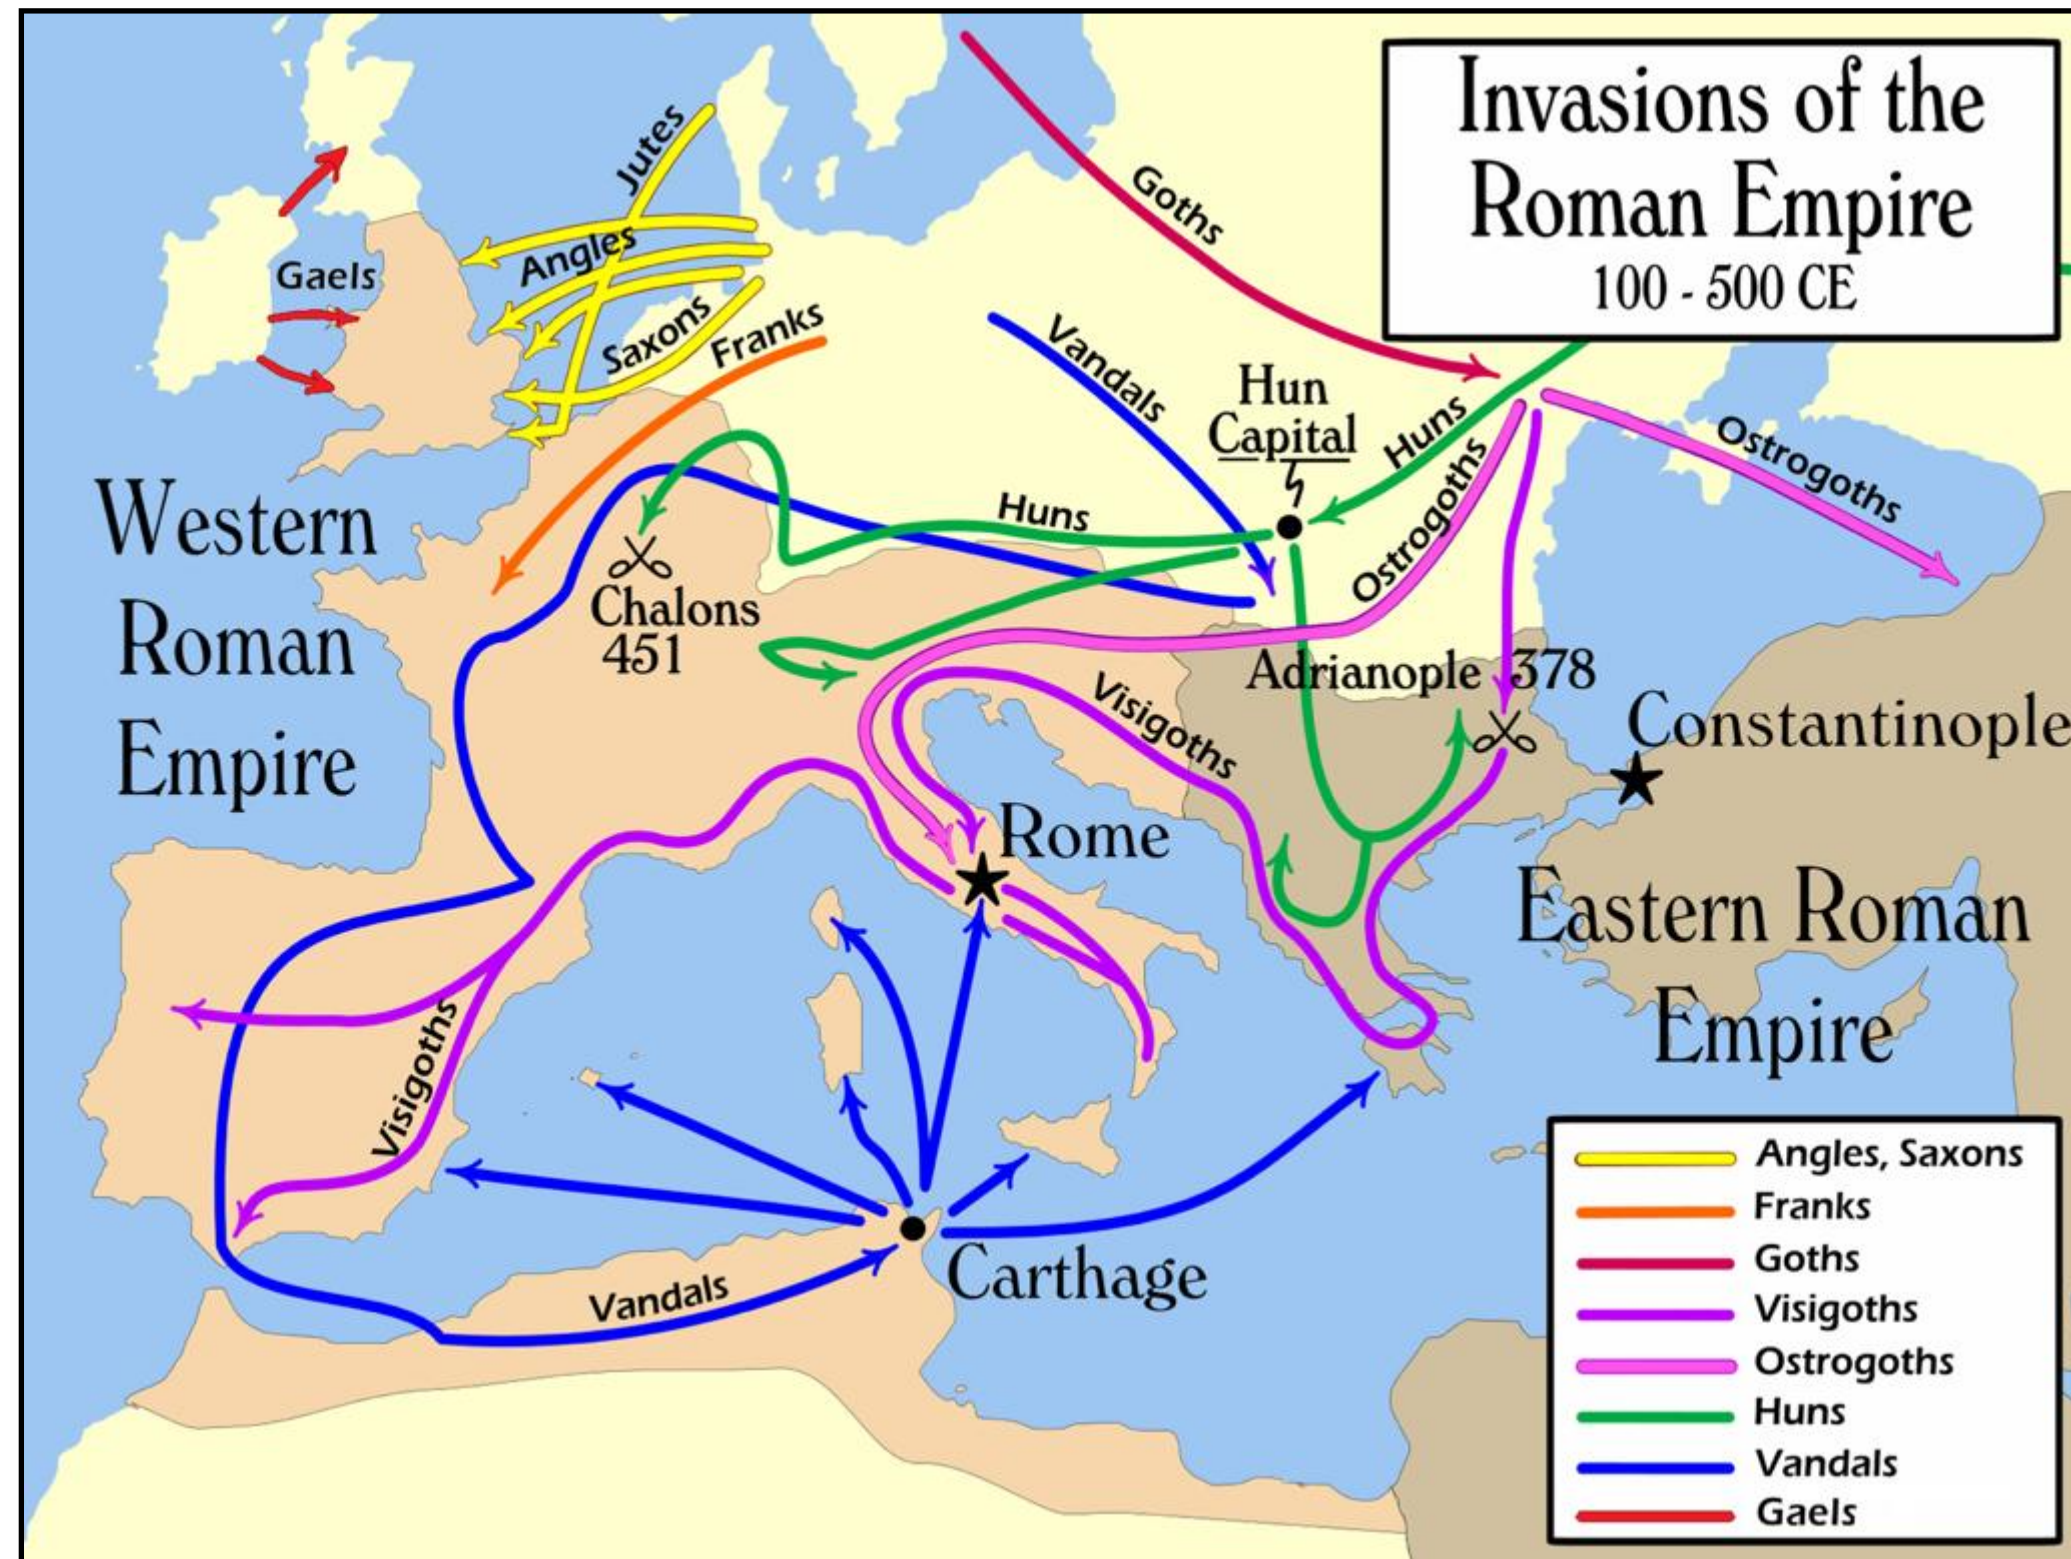 Invasions of the
Roman Empire
100 - 500 CE
Jutes
Goths
Angles
Gaels
Saxons
Franks
Vandals
Hun
Capital
Huns
Ostrogoths
Ostrogoths
Western
Roman
Empire
Huns
Chalons
451
Adrianople 378
Visigoths
Constantinople
Rome
Eastern Roman
Empire
Visigoths
Vandals
Carthage
Angles, Saxons
Franks
Goths
Visigoths
Ostrogoths
Huns
Vandals
Gaels